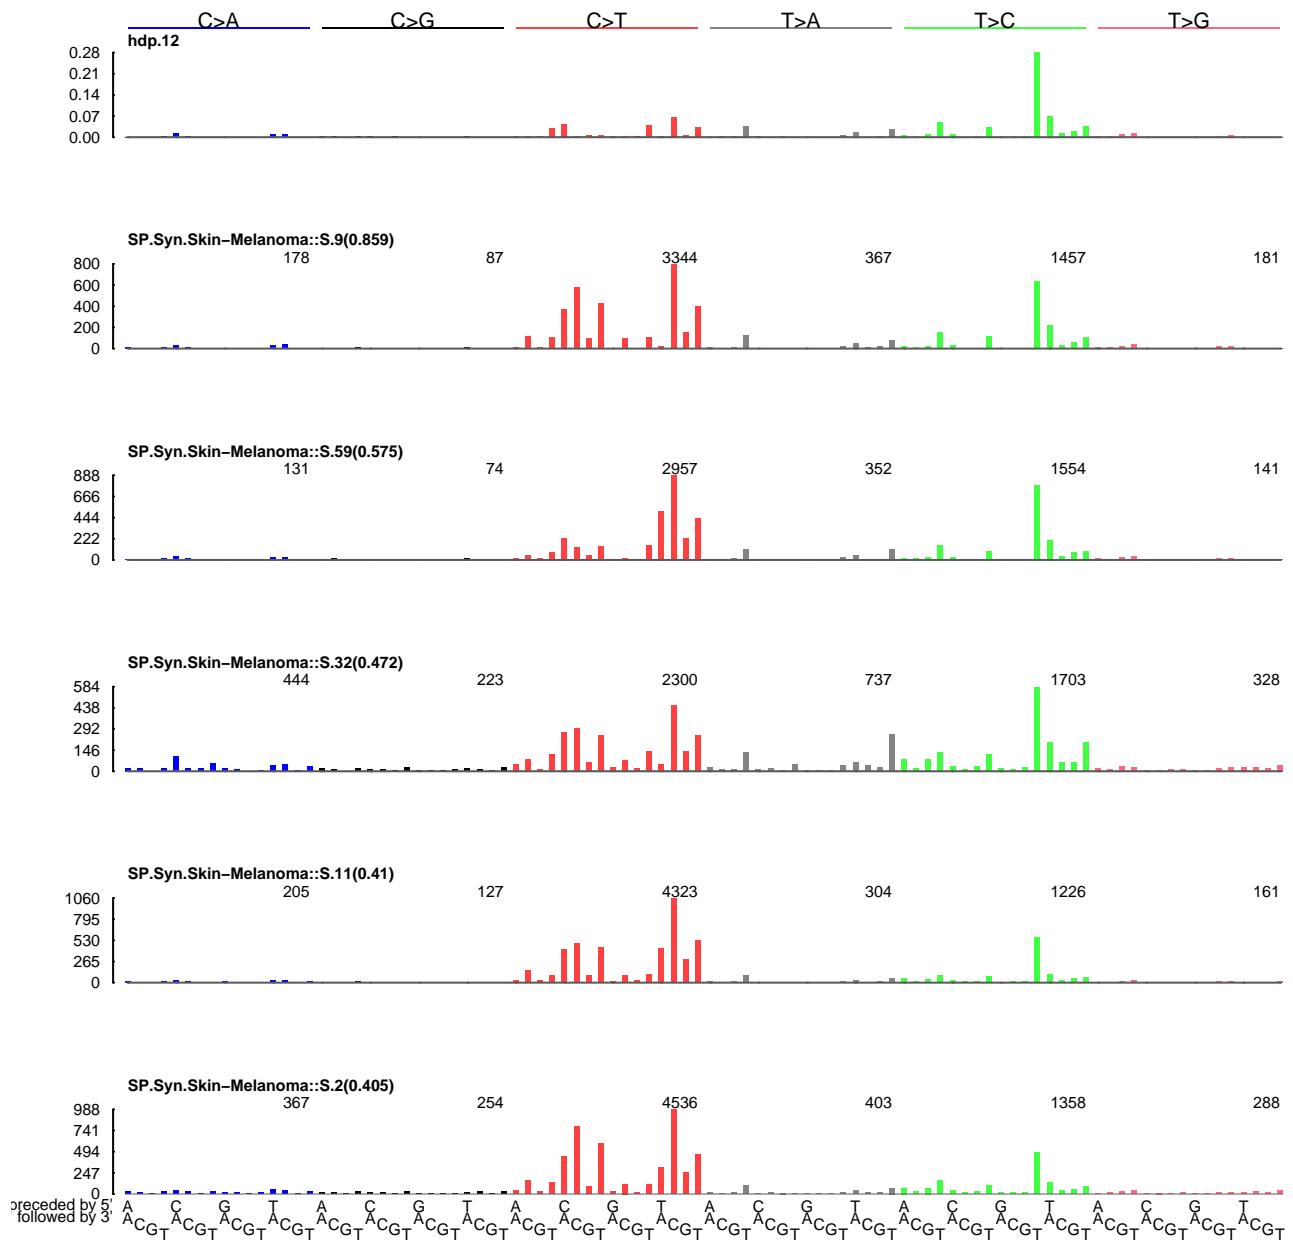 C>A C>G C>T T>A T>C T>G
hdp.12
0.28
0.21
0.14
0.07
0.00
SP.Syn.Skin−Melanoma::S.9(0.859)
178 87 3344 367 1457 181
800
600
400
200
0
SP.Syn.Skin−Melanoma::S.59(0.575)
131 74 2957 352 1554 141
888
666
444
222
0
SP.Syn.Skin−Melanoma::S.32(0.472)
444 223 2300 737 1703 328
584
438
292
146
0
SP.Syn.Skin−Melanoma::S.11(0.41)
205 127 4323 304 1226 161
1060
795
530
265
0
SP.Syn.Skin−Melanoma::S.2(0.405)
367 254 4536 403 1358 288
988
741
494
247
0
preceded by 5' A C G T A C G T A C G T A C G T A C G T A C G T
followed by 3' A C G T A C G T A C G T A C G T A C G T A C G T A C G T A C G T A C G T A C G T A C G T A C G T A C G T A C G T A C G T A C G T A C G T A C G T A C G T A C G T A C G T A C G T A C G T A C G T